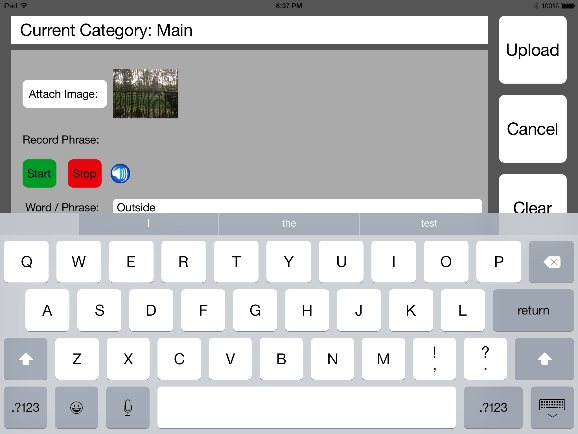 iPad 6:37 PM 100%
Current Category: Main
Upload
Attach Image:
Cancel
Record Phrase:
Start Stop
Clear
Word / Phrase: Outside
I the test
Q W E R T Y U I O P
A S D F G H J K L return
Z X C V B N M ! , ? .
.?123 .?123